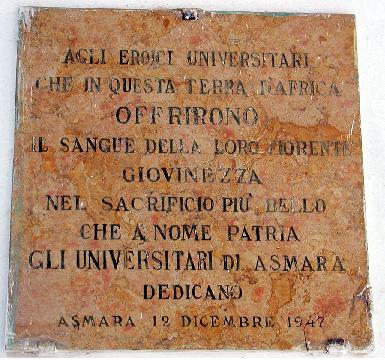 AGLI EROICI UNIVERSITARI
CHE IN QUESTA TERRA D'AFRICA
OFFRIRONO
IL SANGUE DELLA LORO FIORENTE
GIOVINEZZA
NEL SACRIFICIO PIU' BELLO
CHE A NOME PATRIA
GLI UNIVERSITARI DI ASMARA
DEDICANO
ASMARA 12 DICEMBRE 1947